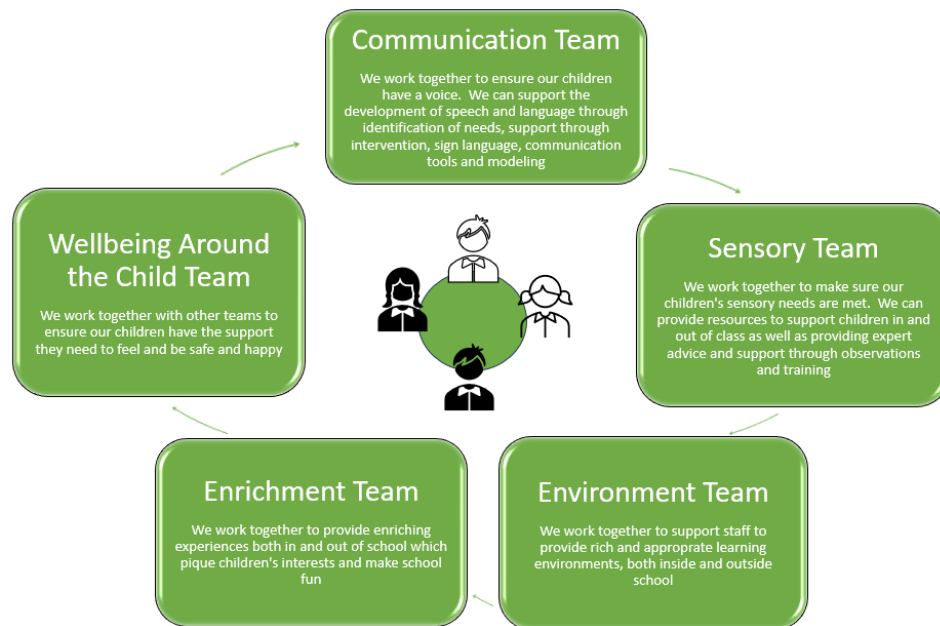 Communication Team
We work together to ensure our children
have a voice.  We can support the
development of speech and language through
identification of needs, support through
intervention, sign language, communication
tools and modeling
Sensory Team
We work together to make sure our
children's sensory needs are met.  We can
provide resources to support children in and
out of class as well as providing expert
advice and support through observations
and training
Environment Team
We work together to support staff to
provide rich and approprate learning
environments, both inside and outside
school
Enrichment Team
We work together to provide enriching
experiences both in and out of school which
pique children's interests and make school
fun
Wellbeing Around
the Child Team
We work together with other teams to
ensure our children have the support
they need to feel and be safe and happy